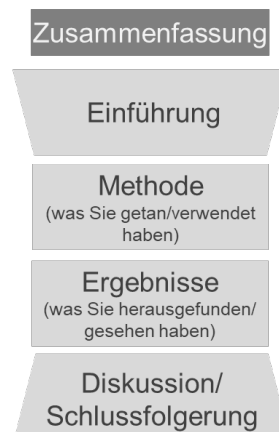 Zusammenfassung
Einführung
Methode
(was Sie getan/verwendet
haben)
Ergebnisse
(was Sie herausgefunden/
gesehen haben)
Diskussion/
Schlussfolgerung